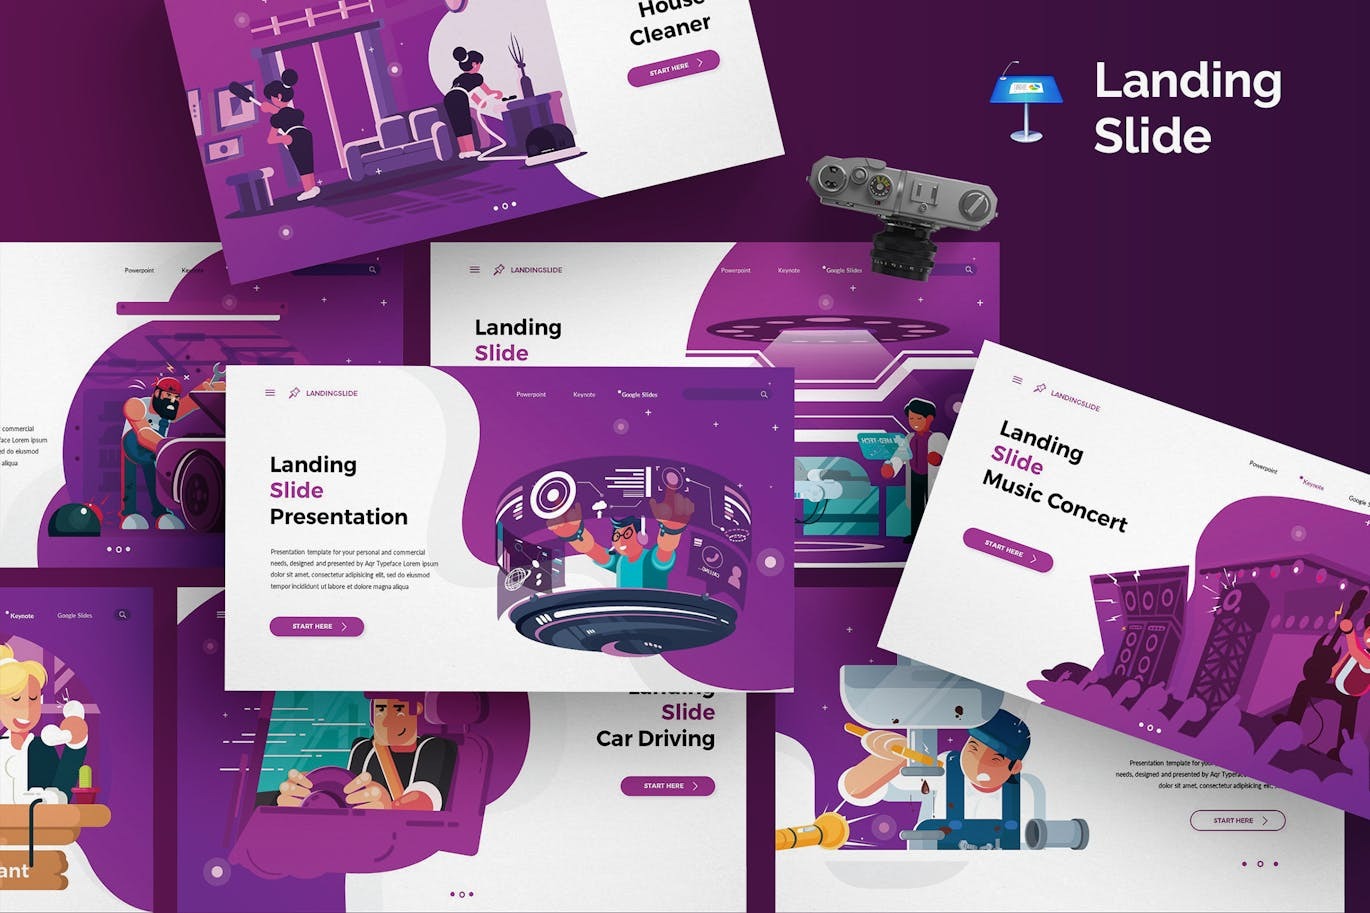 House
Cleaner
START HERE
Landing
Slide
Powerpoint
Keynote
LANDINGSLIDE
Powerpoint
Keynote
Google Slides
Landing
Slide
MED-TECH
commercial
face Lorem ipsum
sed do eiusmod
aliqua
LANDINGSLIDE
Powerpoint
Keynote
Google Slides
Landing
Slide
Presentation
Presentation template for your personal and commercial
needs, designed and presented by Aqr Typeface Lorem ipsum
dolor sit amet, consectetur adipisicing elit, sed do eiusmod
tempor incididunt ut labore et dolore magna aliqua
START HERE
LANDINGSLIDE
Powerpoint
Keynote
Google S
Landing
Slide
Music Concert
START HERE
Keynote
Google Slides
ant
Landing
Slide
Car Driving
START HERE
Presentation template for your
needs, designed and presented by Aqr Typeface
dolor sit amet, consectetur adipisicing elit,
START HERE